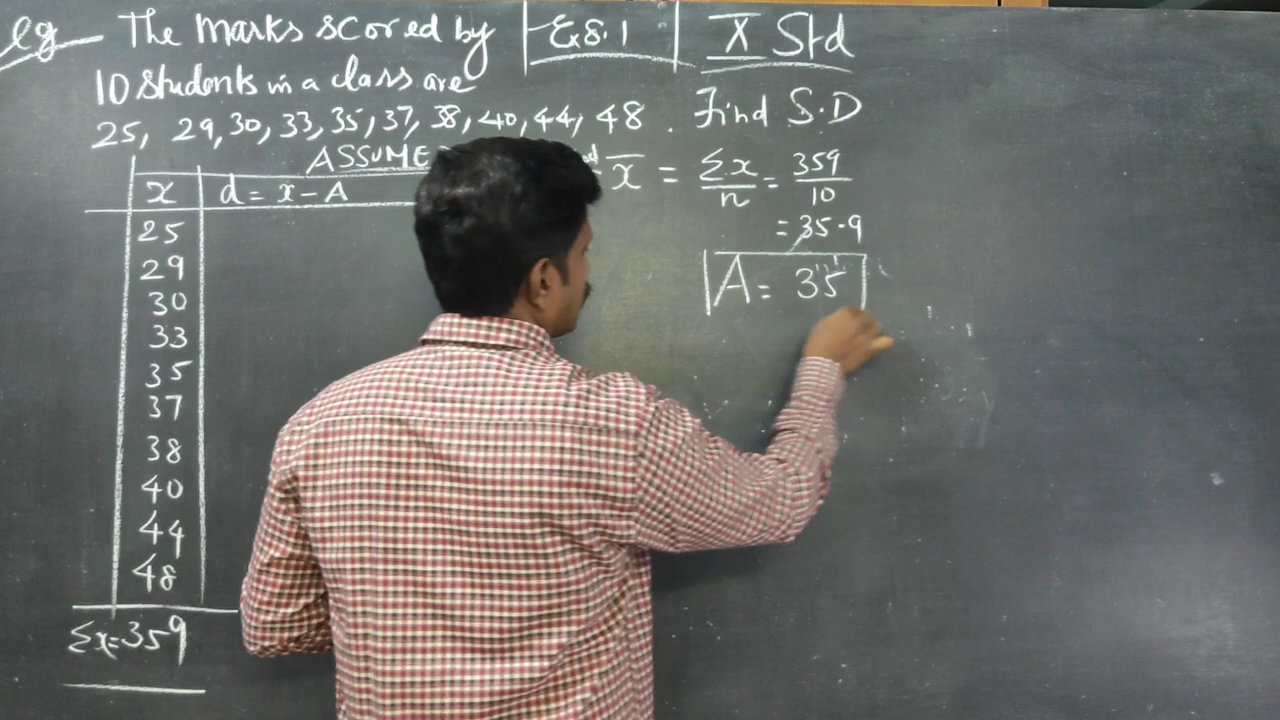 eg The marks scored by
10 students in a class are
25, 29, 30, 33, 35, 37, 38, 40, 44, 48. Find S.D
Ex 8.1
X Std
ASSUME
x̄ = Σx/n = 359/10
= 35.9
A = 35
x d = x - A
25
29
30
33
35
37
38
40
44
48
Σx=359